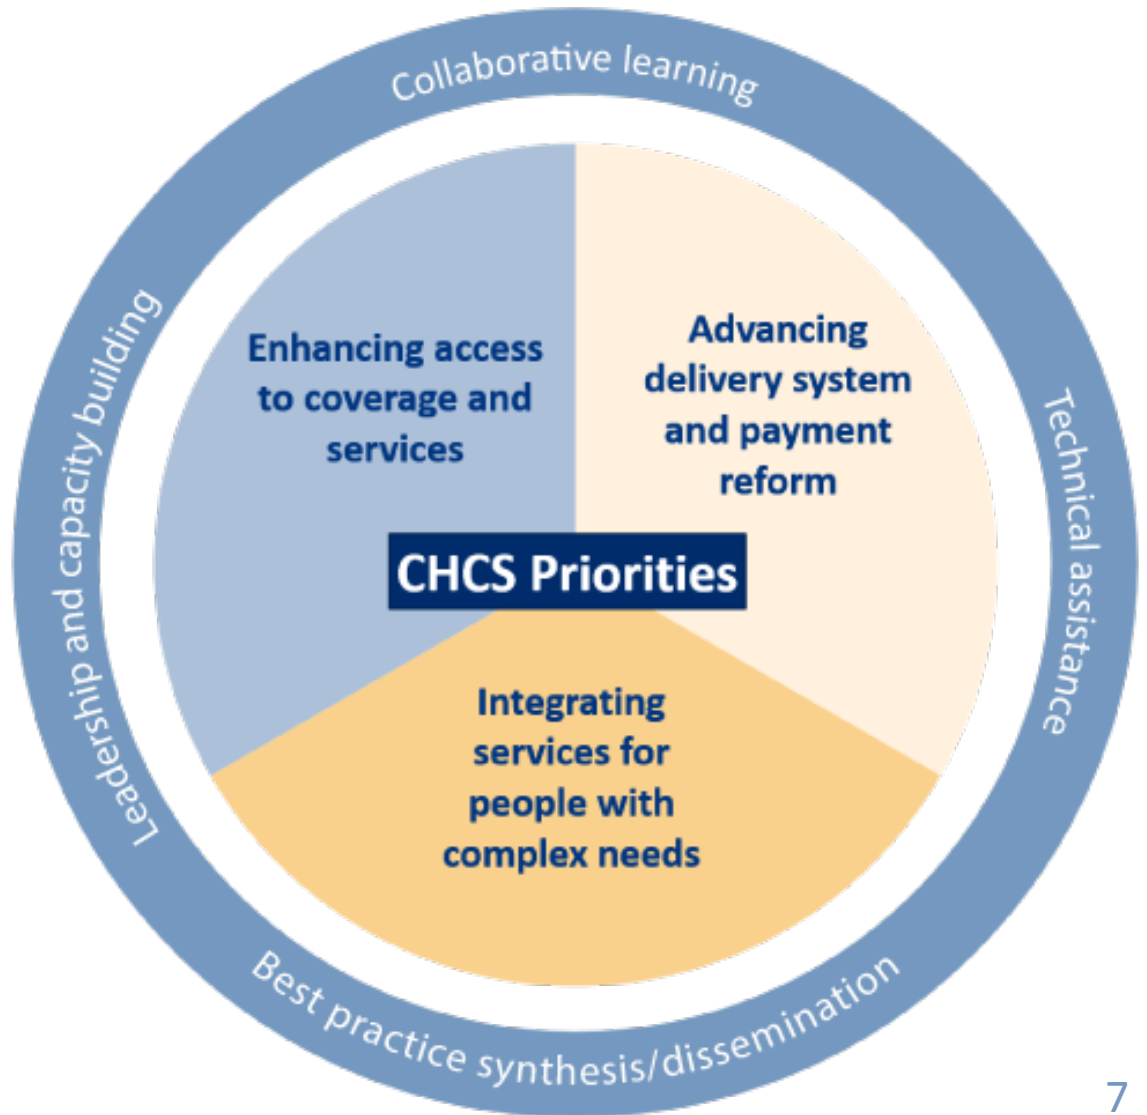 Collaborative learning
Technical assistance
Best practice synthesis/dissemination
Leadership and capacity building
Enhancing access
to coverage and
services
Advancing
delivery system
and payment
reform
CHCS Priorities
Integrating
services for
people with
complex needs
7